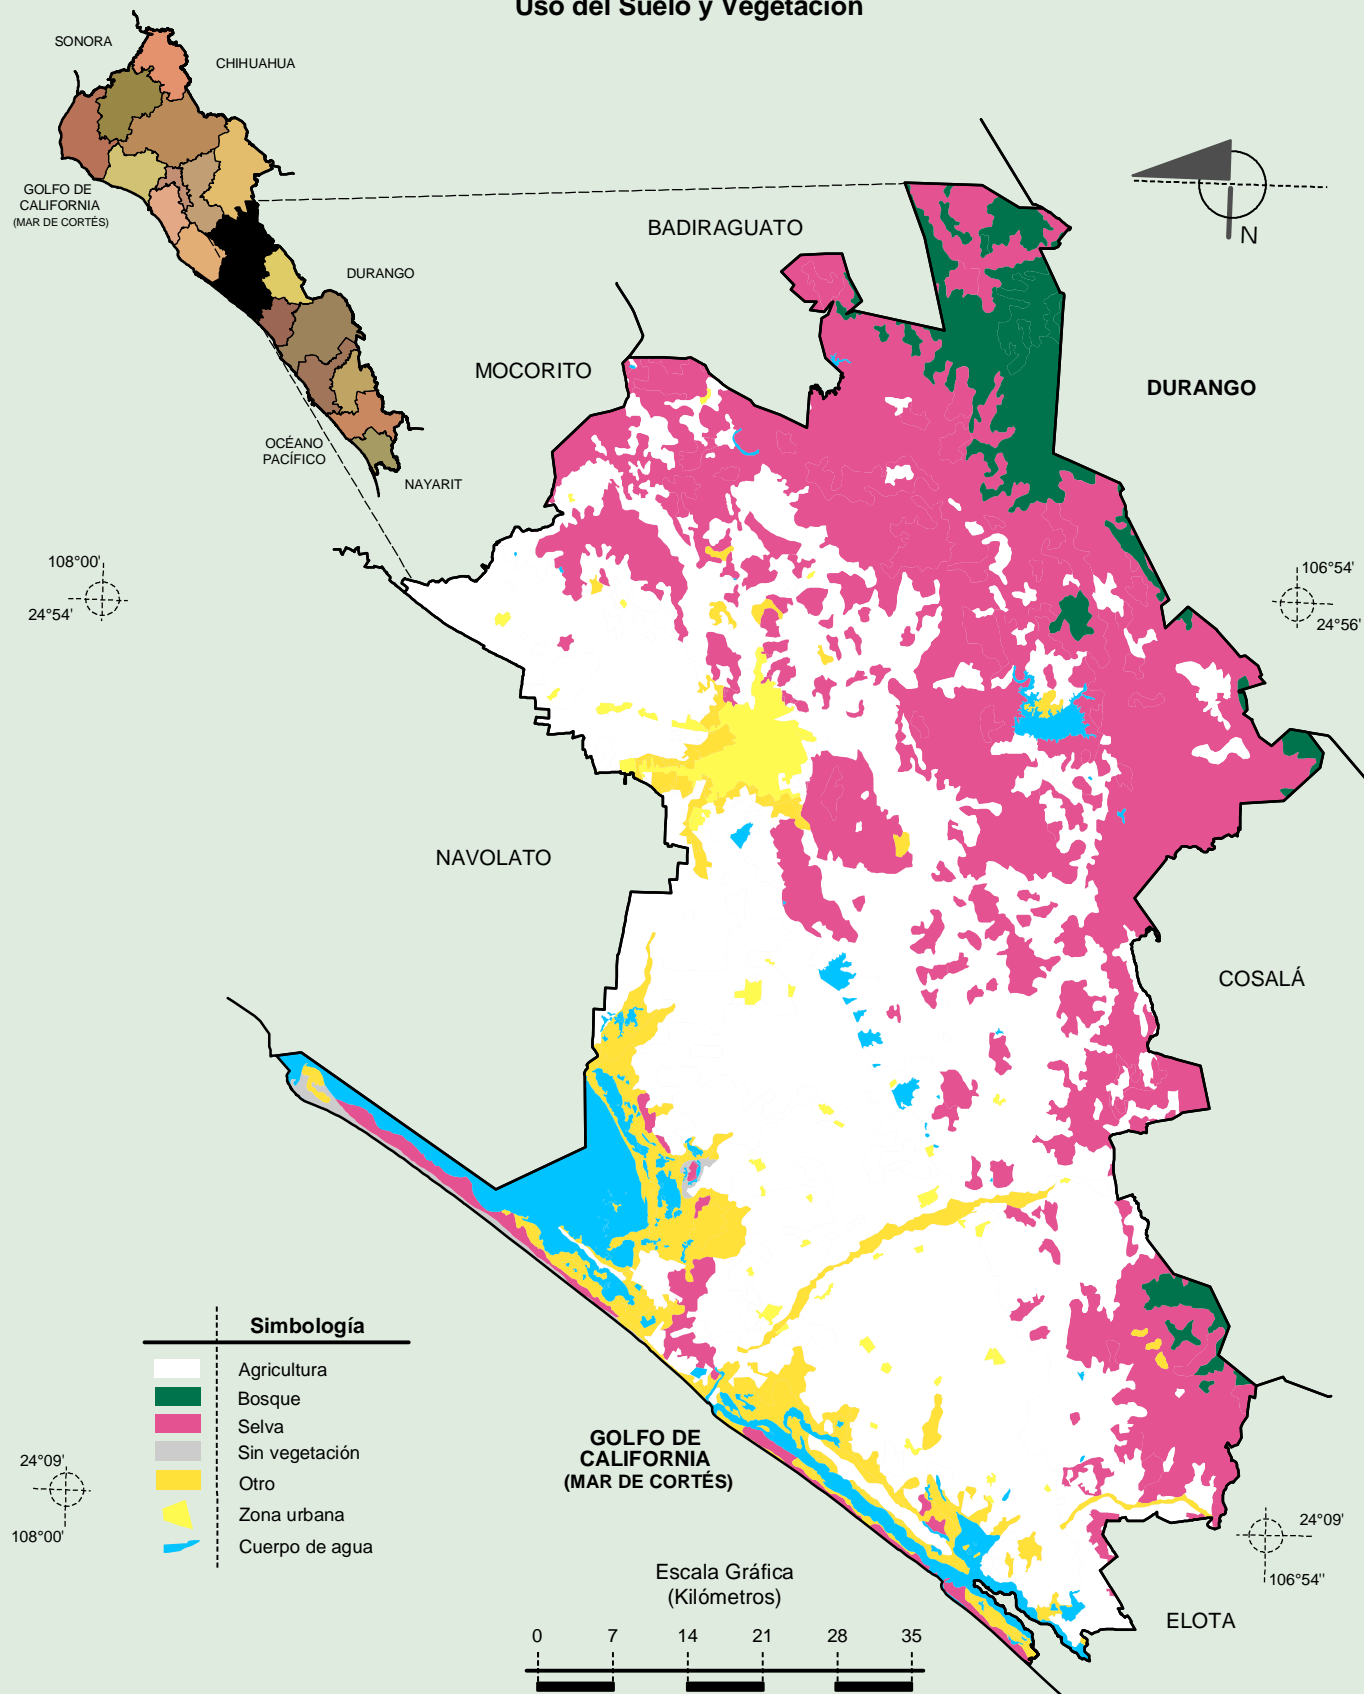 Uso del Suelo y Vegetación
SONORA
CHIHUAHUA
GOLFO DE
CALIFORNIA
(MAR DE CORTÉS)
DURANGO
OCÉANO
PACÍFICO
NAYARIT
BADIRAGUATO
N
MOCORITO
DURANGO
108°00'
24°54'
106°54'
24°56'
NAVOLATO
COSALÁ
Simbología
Agricultura
Bosque
Selva
Sin vegetación
Otro
Zona urbana
Cuerpo de agua
24°09'
108°00'
GOLFO DE
CALIFORNIA
(MAR DE CORTÉS)
24°09'
106°54''
ELOTA
Escala Gráfica
(Kilómetros)
0 7 14 21 28 35